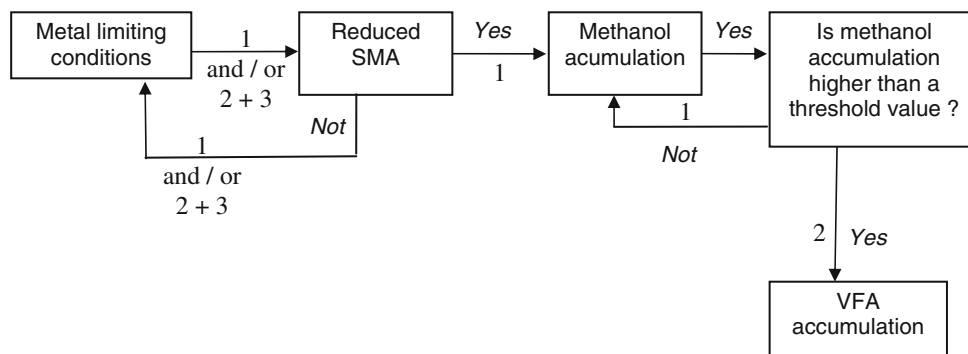 Metal limiting
conditions
1
and / or
2 + 3
Reduced
SMA
Yes
1
Methanol
acumulation
Yes
Is methanol
accumulation
higher than a
threshold value ?
Not
1
and / or
2 + 3
1
Not
2
Yes
VFA
accumulation